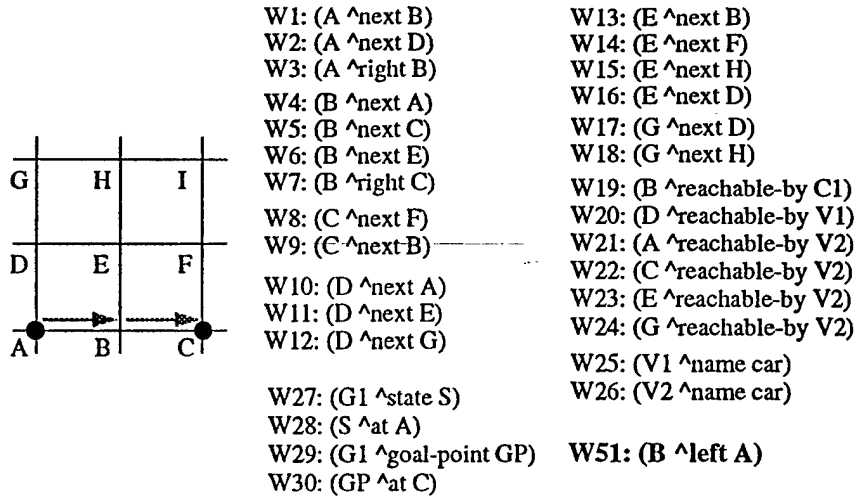 G H I
D E F
A B C
W1: (A ^next B)
W2: (A ^next D)
W3: (A ^right B)
W4: (B ^next A)
W5: (B ^next C)
W6: (B ^next E)
W7: (B ^right C)
W8: (C ^next F)
W9: (C ^next B)
W10: (D ^next A)
W11: (D ^next E)
W12: (D ^next G)
W27: (G1 ^state S)
W28: (S ^at A)
W29: (G1 ^goal-point GP)
W30: (GP ^at C)
W13: (E ^next B)
W14: (E ^next F)
W15: (E ^next H)
W16: (E ^next D)
W17: (G ^next D)
W18: (G ^next H)
W19: (B ^reachable-by C1)
W20: (D ^reachable-by V1)
W21: (A ^reachable-by V2)
W22: (C ^reachable-by V2)
W23: (E ^reachable-by V2)
W24: (G ^reachable-by V2)
W25: (V1 ^name car)
W26: (V2 ^name car)
W51: (B ^left A)